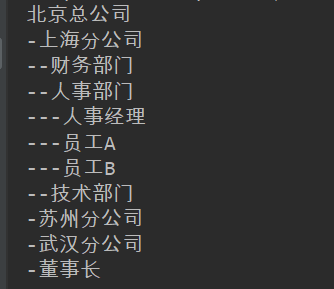 北京总公司
-上海分公司
--财务部门
--人事部门
---人事经理
---员工A
---员工B
--技术部门
-苏州分公司
-武汉分公司
-董事长